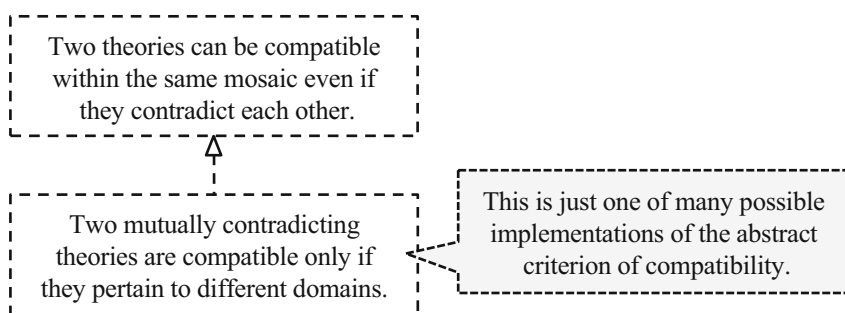 Two theories can be compatible
within the same mosaic even if
they contradict each other.
Two mutually contradicting
theories are compatible only if
they pertain to different domains.
This is just one of many possible
implementations of the abstract
criterion of compatibility.